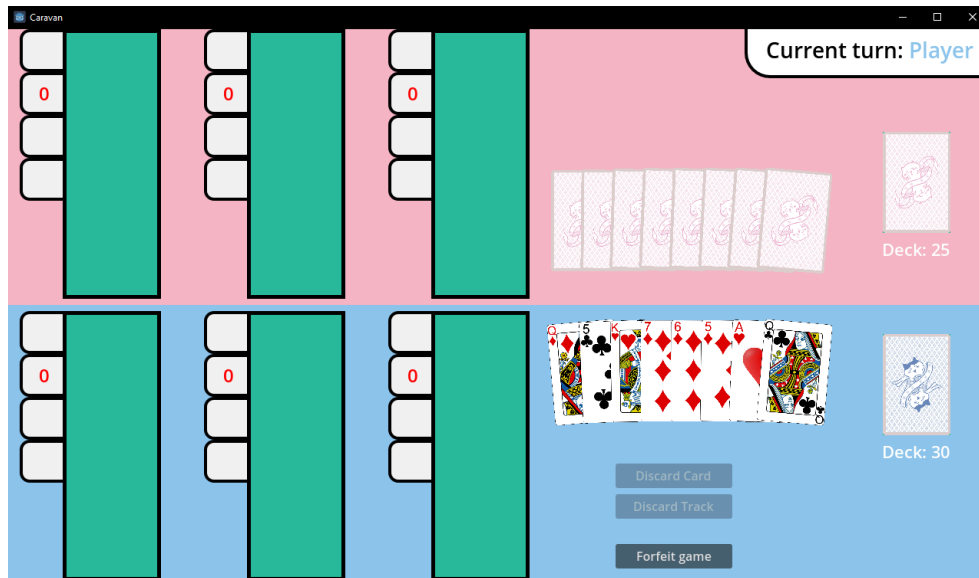 Caravan
Current turn: Player
0
0
0
Deck: 25
Q
5
K
7
6
5
A
Q
0
0
0
Q
Deck: 30
Discard Card
Discard Track
Forfeit game